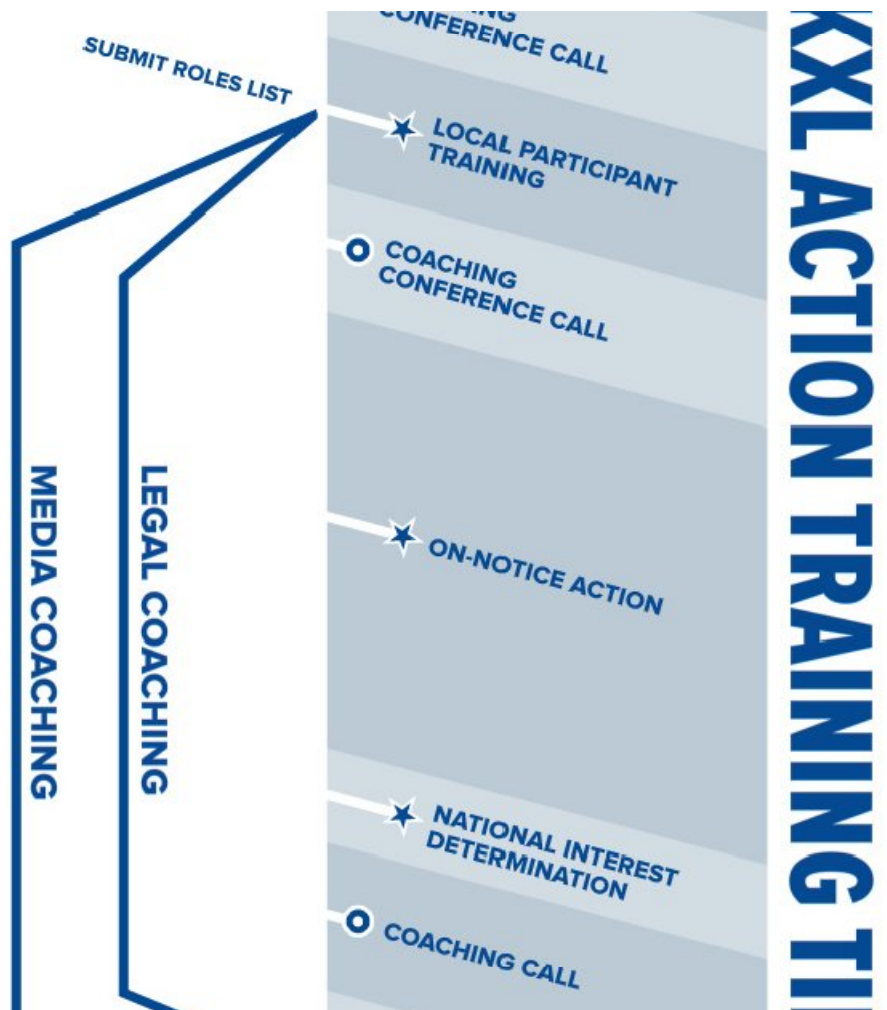 CONFERENCE CALL
SUBMIT ROLES LIST
LOCAL PARTICIPANT
TRAINING
COACHING
CONFERENCE CALL
ON-NOTICE ACTION
NATIONAL INTEREST
DETERMINATION
COACHING CALL
MEDIA COACHING
LEGAL COACHING
KXL ACTION TRAINING